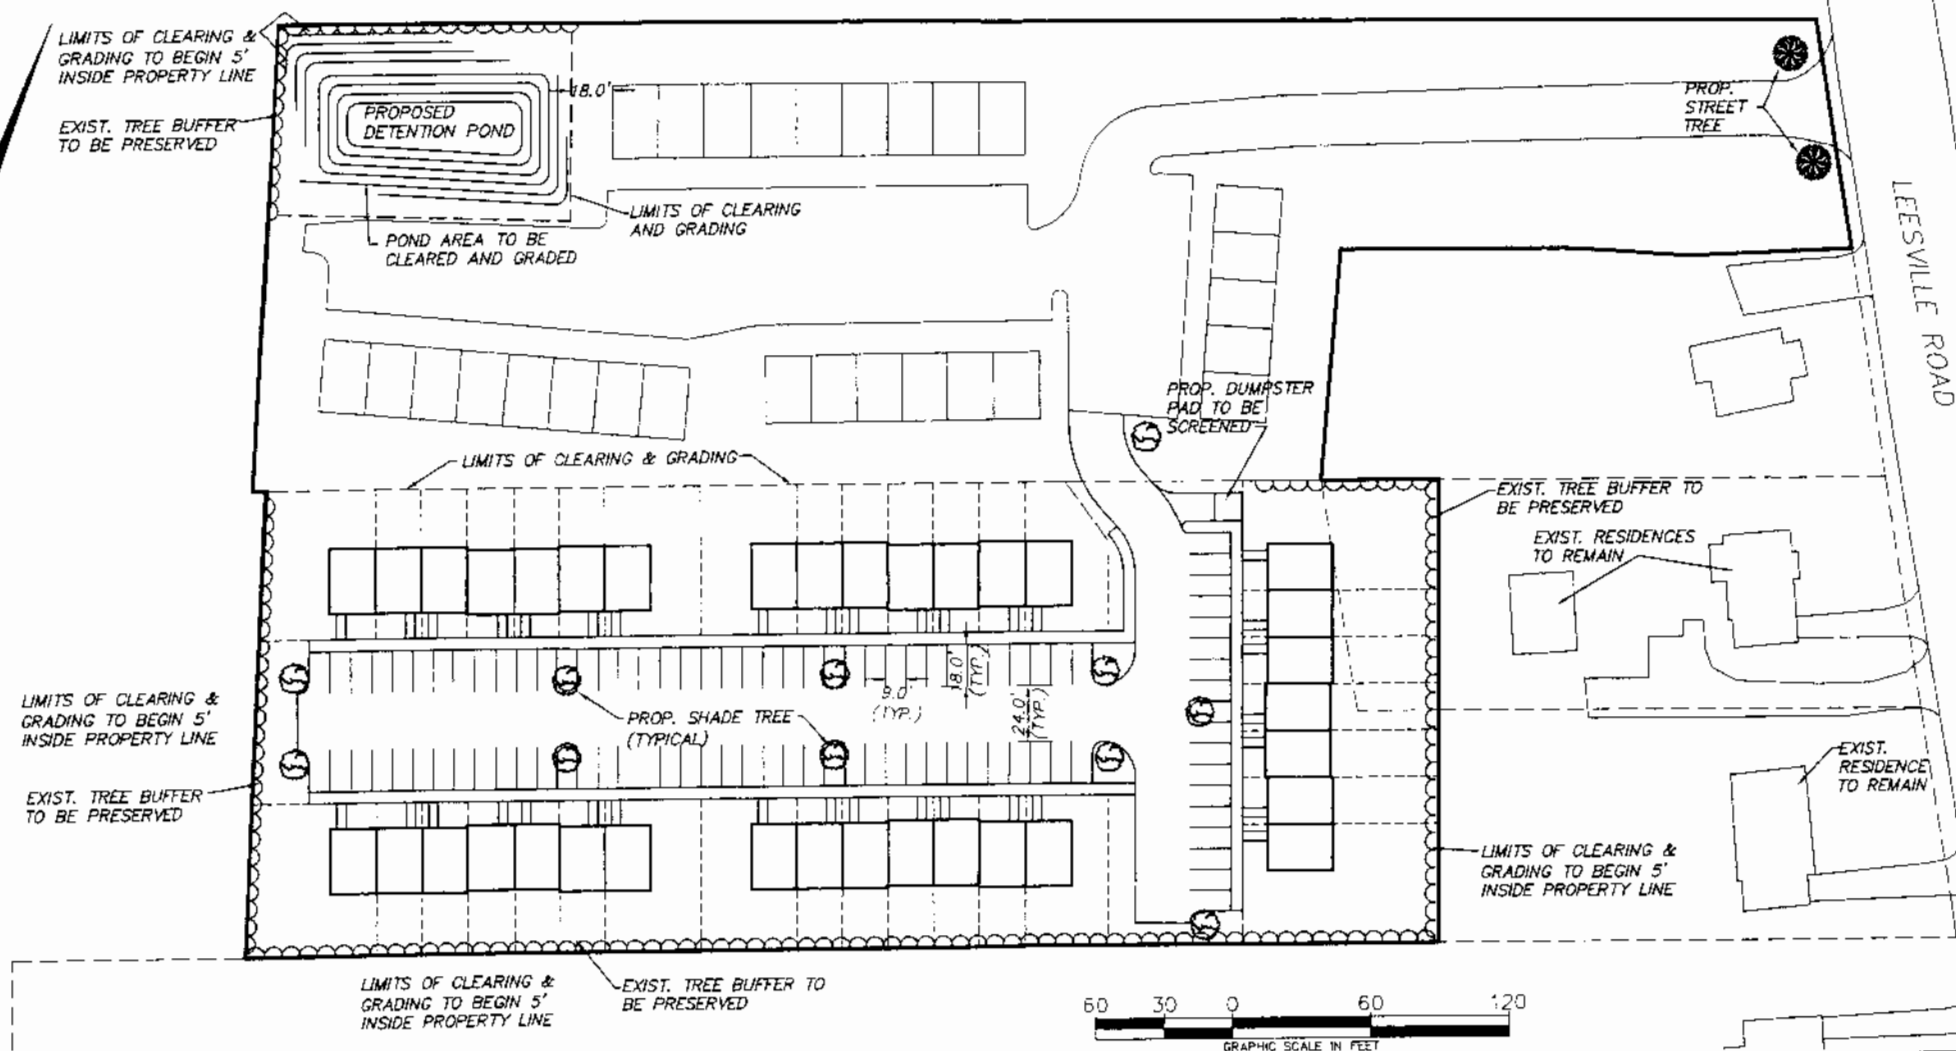 LIMITS OF CLEARING &
GRADING TO BEGIN 5'
INSIDE PROPERTY LINE
EXIST. TREE BUFFER
TO BE PRESERVED
PROPOSED
DETENTION POND
18.0'
LIMITS OF CLEARING
AND GRADING
POND AREA TO BE
CLEARED AND GRADED
PROP.
STREET
TREE
LEESVILLE ROAD
PROP. DUMPSTER
PAD TO BE
SCREENED
LIMITS OF CLEARING & GRADING
EXIST. TREE BUFFER TO
BE PRESERVED
EXIST. RESIDENCES
TO REMAIN
LIMITS OF CLEARING &
GRADING TO BEGIN 5'
INSIDE PROPERTY LINE
PROP. SHADE TREE
(TYPICAL)
9.0'
(TYP.)
18.0'
(TYP.)
24.0'
(TYP.)
EXIST.
RESIDENCE
TO REMAIN
EXIST. TREE BUFFER
TO BE PRESERVED
LIMITS OF CLEARING &
GRADING TO BEGIN 5'
INSIDE PROPERTY LINE
LIMITS OF CLEARING &
GRADING TO BEGIN 5'
INSIDE PROPERTY LINE
EXIST. TREE BUFFER TO
BE PRESERVED
60 30 0 60 120
GRAPHIC SCALE IN FEET